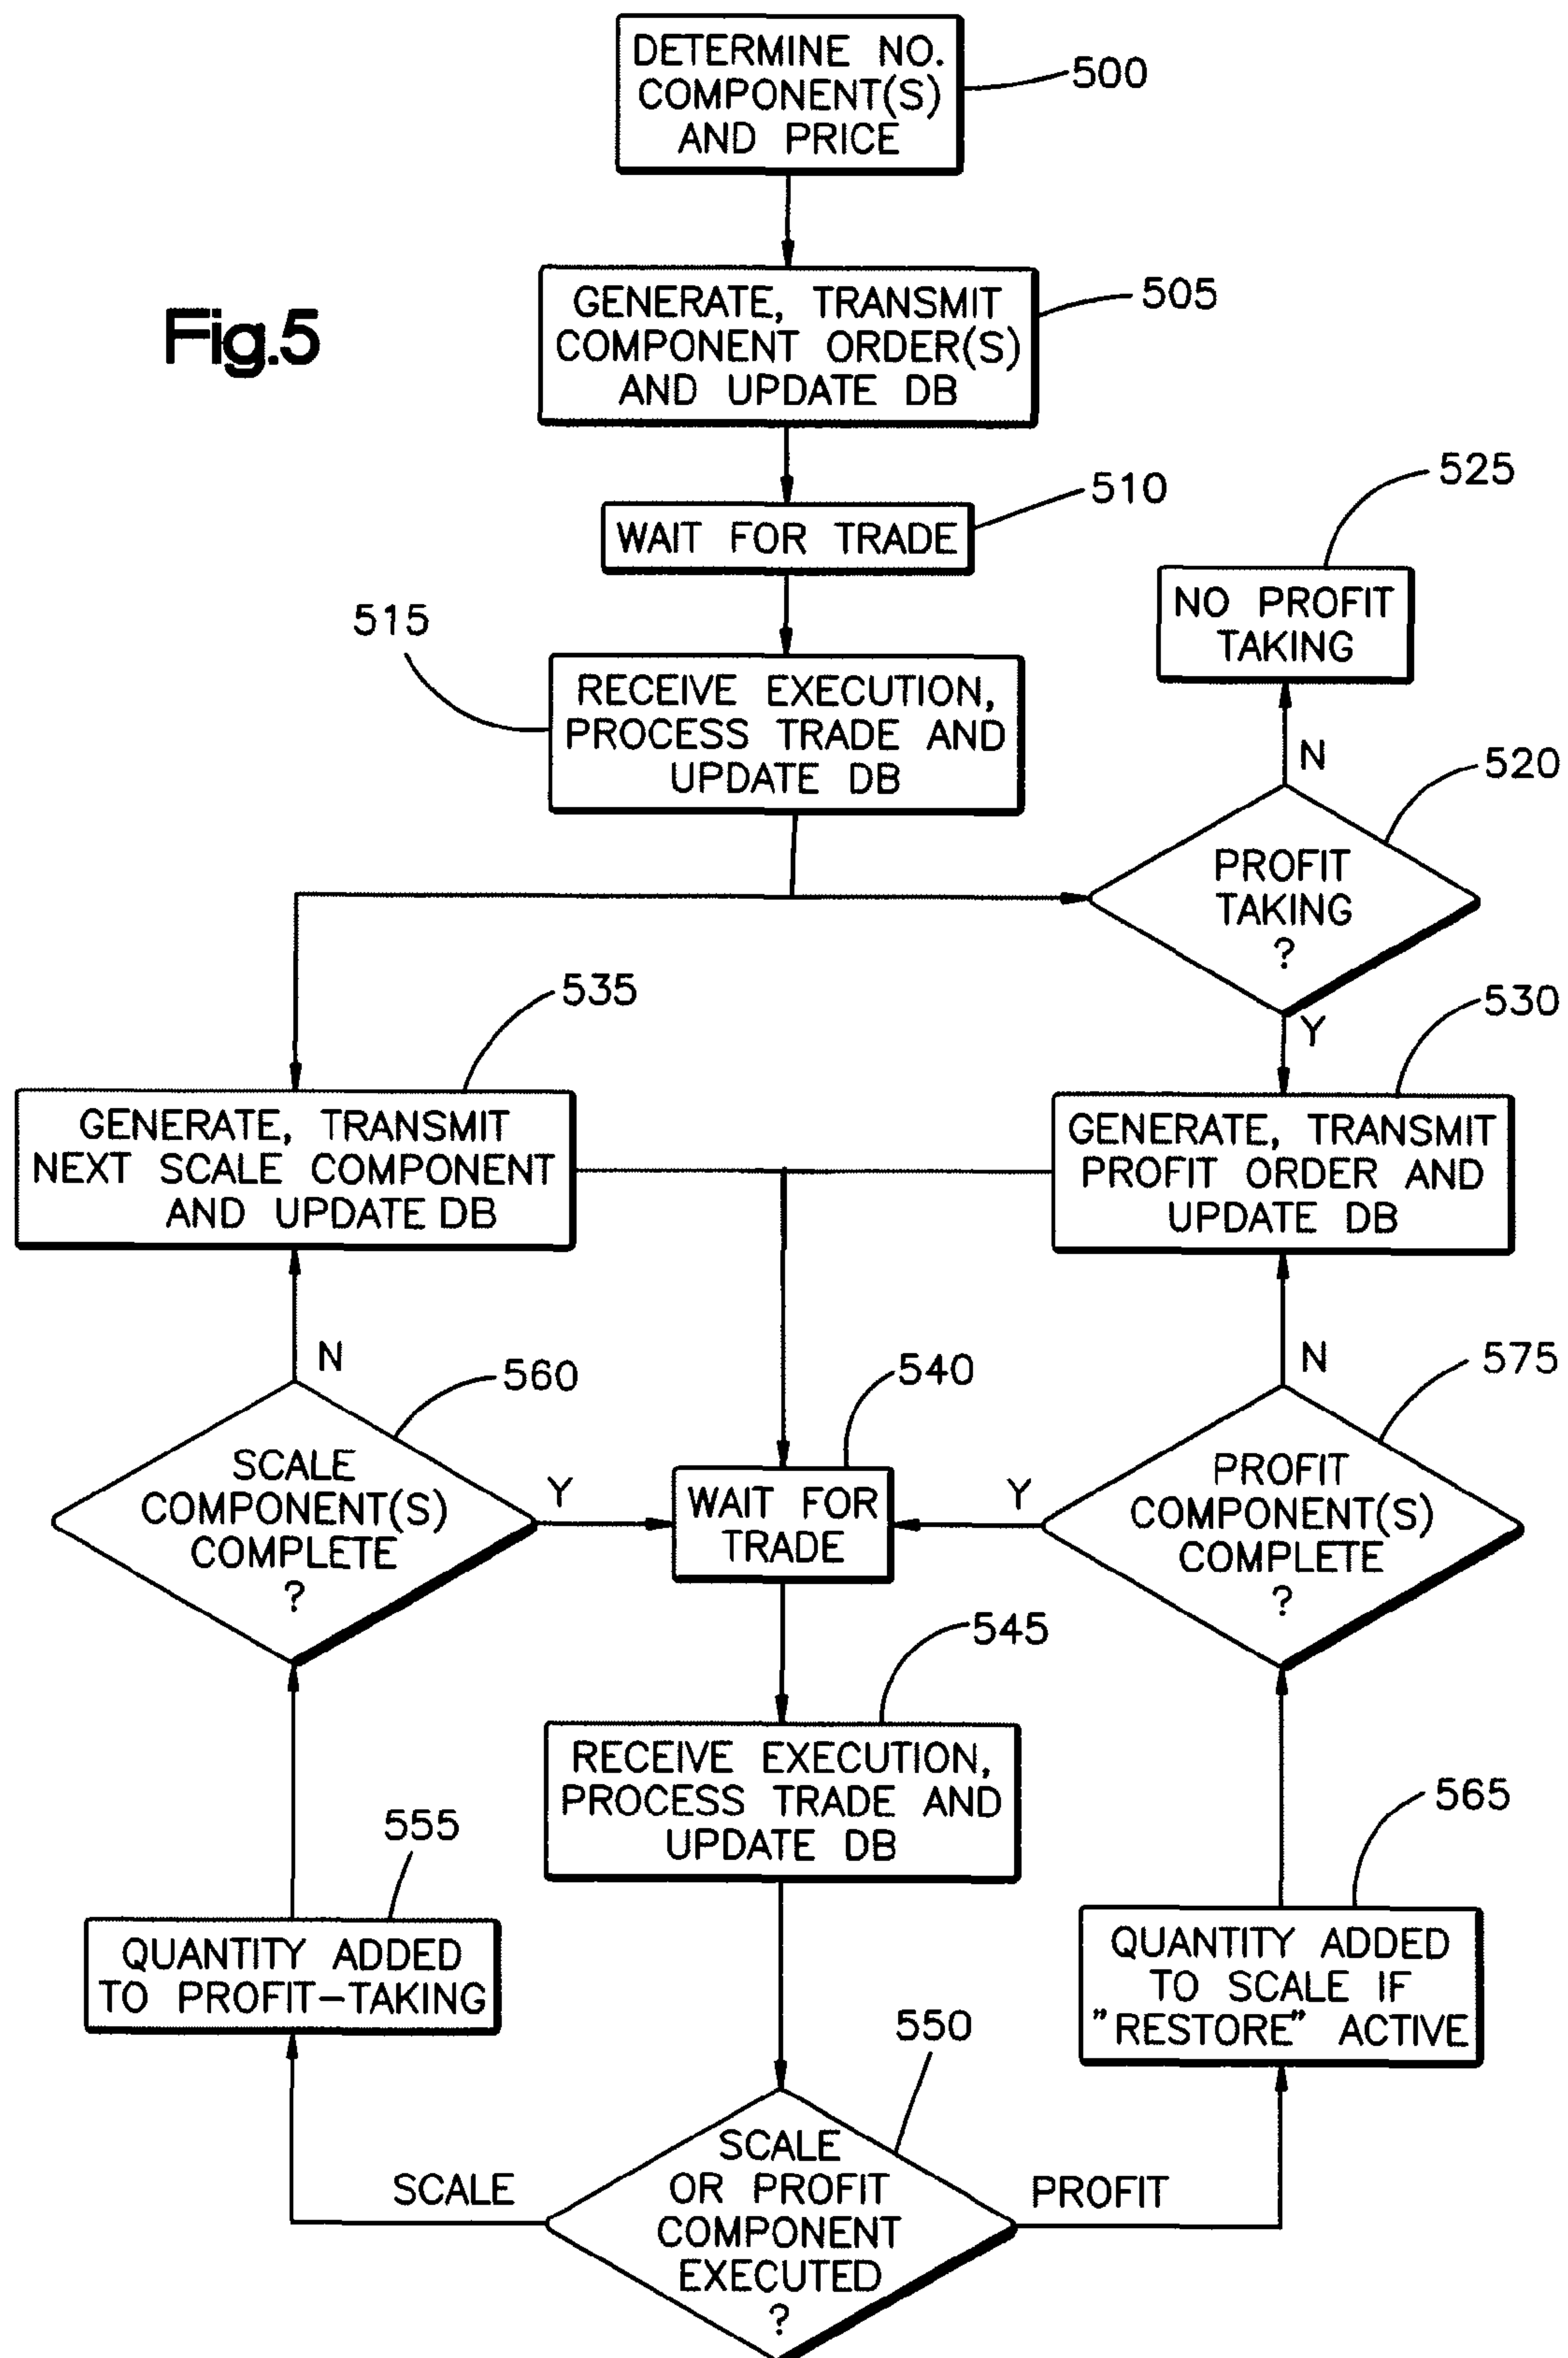 DETERMINE NO.
COMPONENT(S)
AND PRICE
500
Fig.5
GENERATE, TRANSMIT
COMPONENT ORDER(S)
AND UPDATE DB
505
WAIT FOR TRADE
510
525
NO PROFIT
TAKING
515
RECEIVE EXECUTION,
PROCESS TRADE AND
UPDATE DB
N
520
PROFIT
TAKING
?
Y
535
530
GENERATE, TRANSMIT
NEXT SCALE COMPONENT
AND UPDATE DB
GENERATE, TRANSMIT
PROFIT ORDER AND
UPDATE DB
N
560
540
N
575
SCALE
COMPONENT(S)
COMPLETE
?
Y
WAIT FOR
TRADE
Y
PROFIT
COMPONENT(S)
COMPLETE
?
545
RECEIVE EXECUTION,
PROCESS TRADE AND
UPDATE DB
555
565
QUANTITY ADDED
TO PROFIT-TAKING
QUANTITY ADDED
TO SCALE IF
"RESTORE" ACTIVE
550
SCALE
SCALE
OR PROFIT
COMPONENT
EXECUTED
?
PROFIT